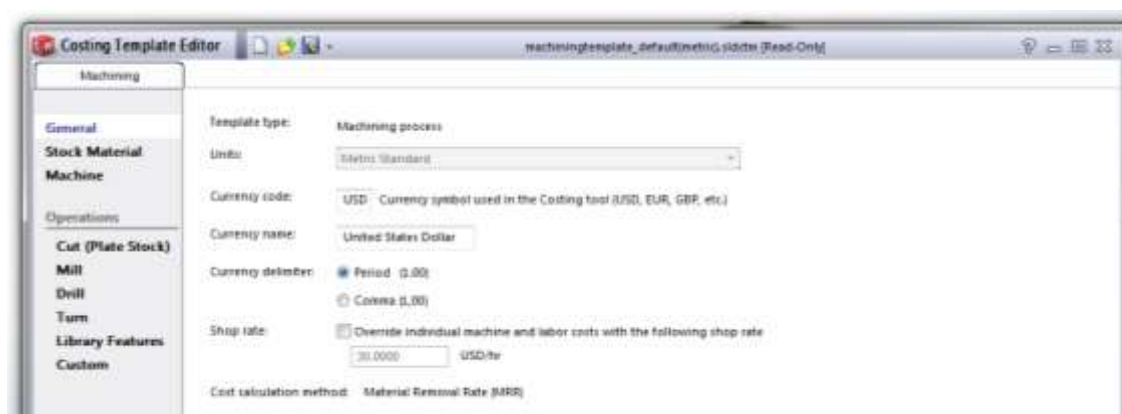 Costing Template Editor
machiningtemplate_default(metric).sldctm [Read-Only]
Machining
General
Stock Material
Machine
Operations
Cut (Plate Stock)
Mill
Drill
Turn
Library Features
Custom
Template type: Machining process
Units: Metric Standard
Currency code: USD Currency symbol used in the Costing tool (USD, EUR, GBP, etc.)
Currency name: United States Dollar
Currency delimiter: Period (1.00)
Comma (1,00)
Shop rate: Override individual machine and labor costs with the following shop rate
30.0000 USD/hr
Cost calculation method: Material Removal Rate (MRR)